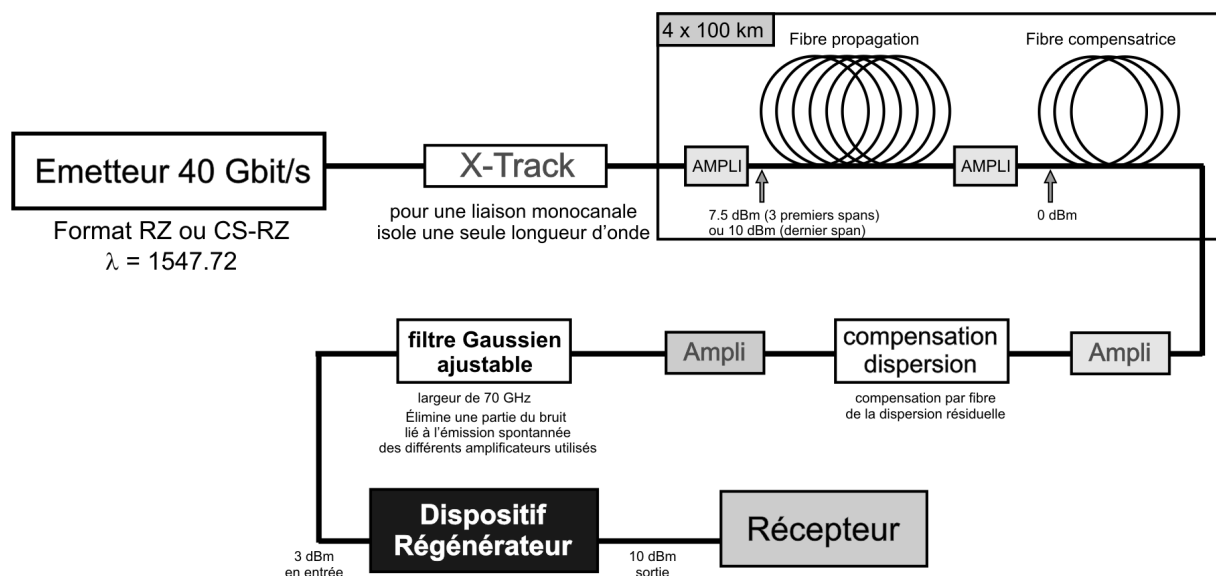 4 x 100 km
Fibre propagation
Fibre compensatrice
Emetteur 40 Gbit/s
X-Track
AMPLI
AMPLI
Format RZ ou CS-RZ
λ = 1547.72
pour une liaison monocanale
isole une seule longueur d'onde
7.5 dBm (3 premiers spans)
ou 10 dBm (dernier span)
0 dBm
filtre Gaussien
ajustable
Ampli
compensation
dispersion
Ampli
largeur de 70 GHz
Élimine une partie du bruit
lié à l'émission spontannée
des différents amplificateurs utilisés
compensation par fibre
de la dispersion résiduelle
Dispositif
Régénérateur
Récepteur
3 dBm
en entrée
10 dBm
sortie